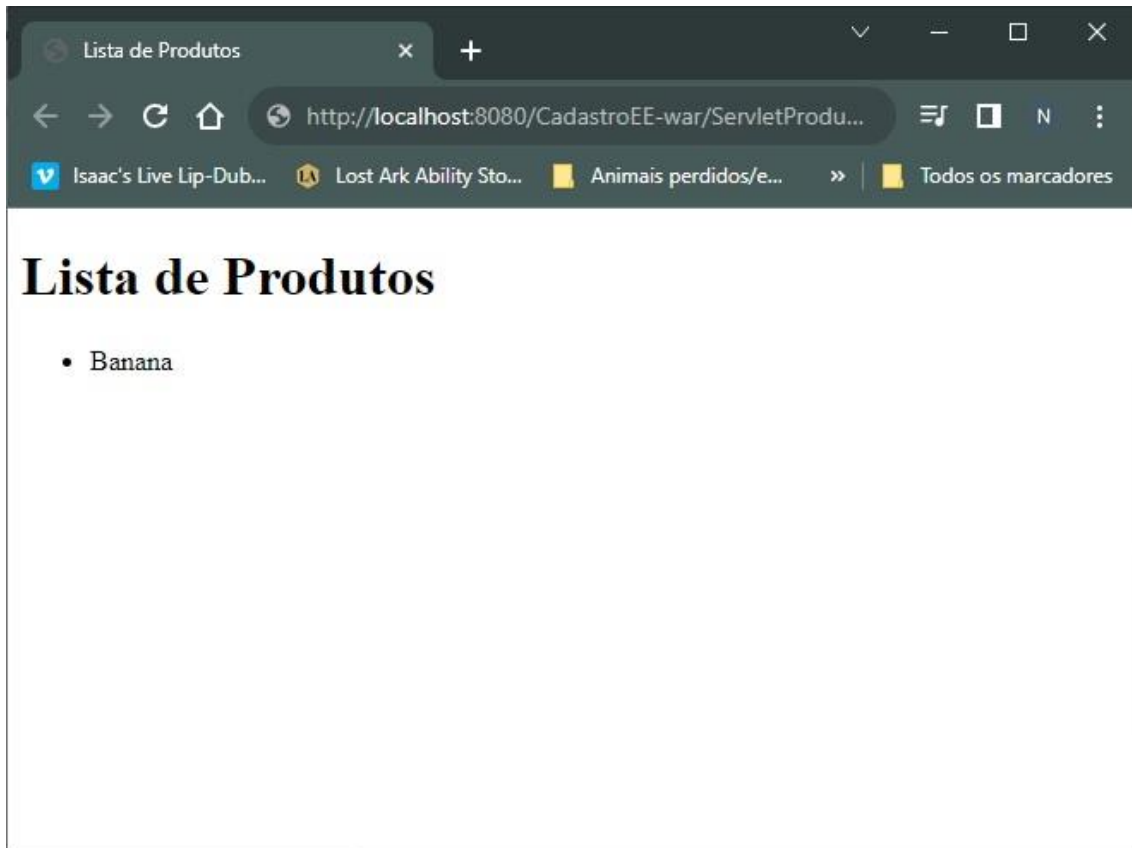 Lista de Produtos
http://localhost:8080/CadastroEE-war/ServletProdu...
N
Isaac's Live Lip-Dub... LA Lost Ark Ability Sto... Animais perdidos/e... » Todos os marcadores
Lista de Produtos
• Banana